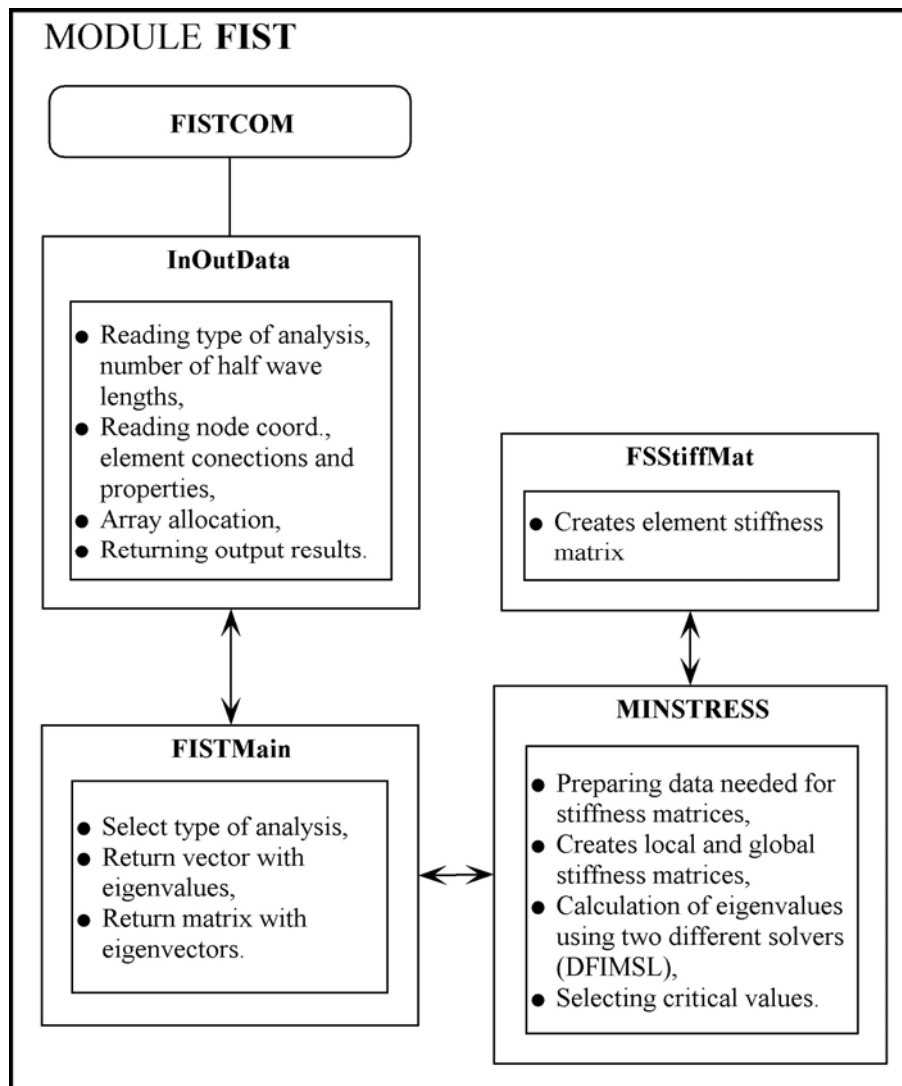 MODULE FIST
FISTCOM
InOutData
● Reading type of analysis,
number of half wave
lengths,
● Reading node coord.,
element conections and
properties,
● Array allocation,
● Returning output results.
FSStiffMat
● Creates element stiffness
matrix
FISTMain
● Select type of analysis,
● Return vector with
eigenvalues,
● Return matrix with
eigenvectors.
MINSTRESS
● Preparing data needed for
stiffness matrices,
● Creates local and global
stiffness matrices,
● Calculation of eigenvalues
using two different solvers
(DFIMSL),
● Selecting critical values.